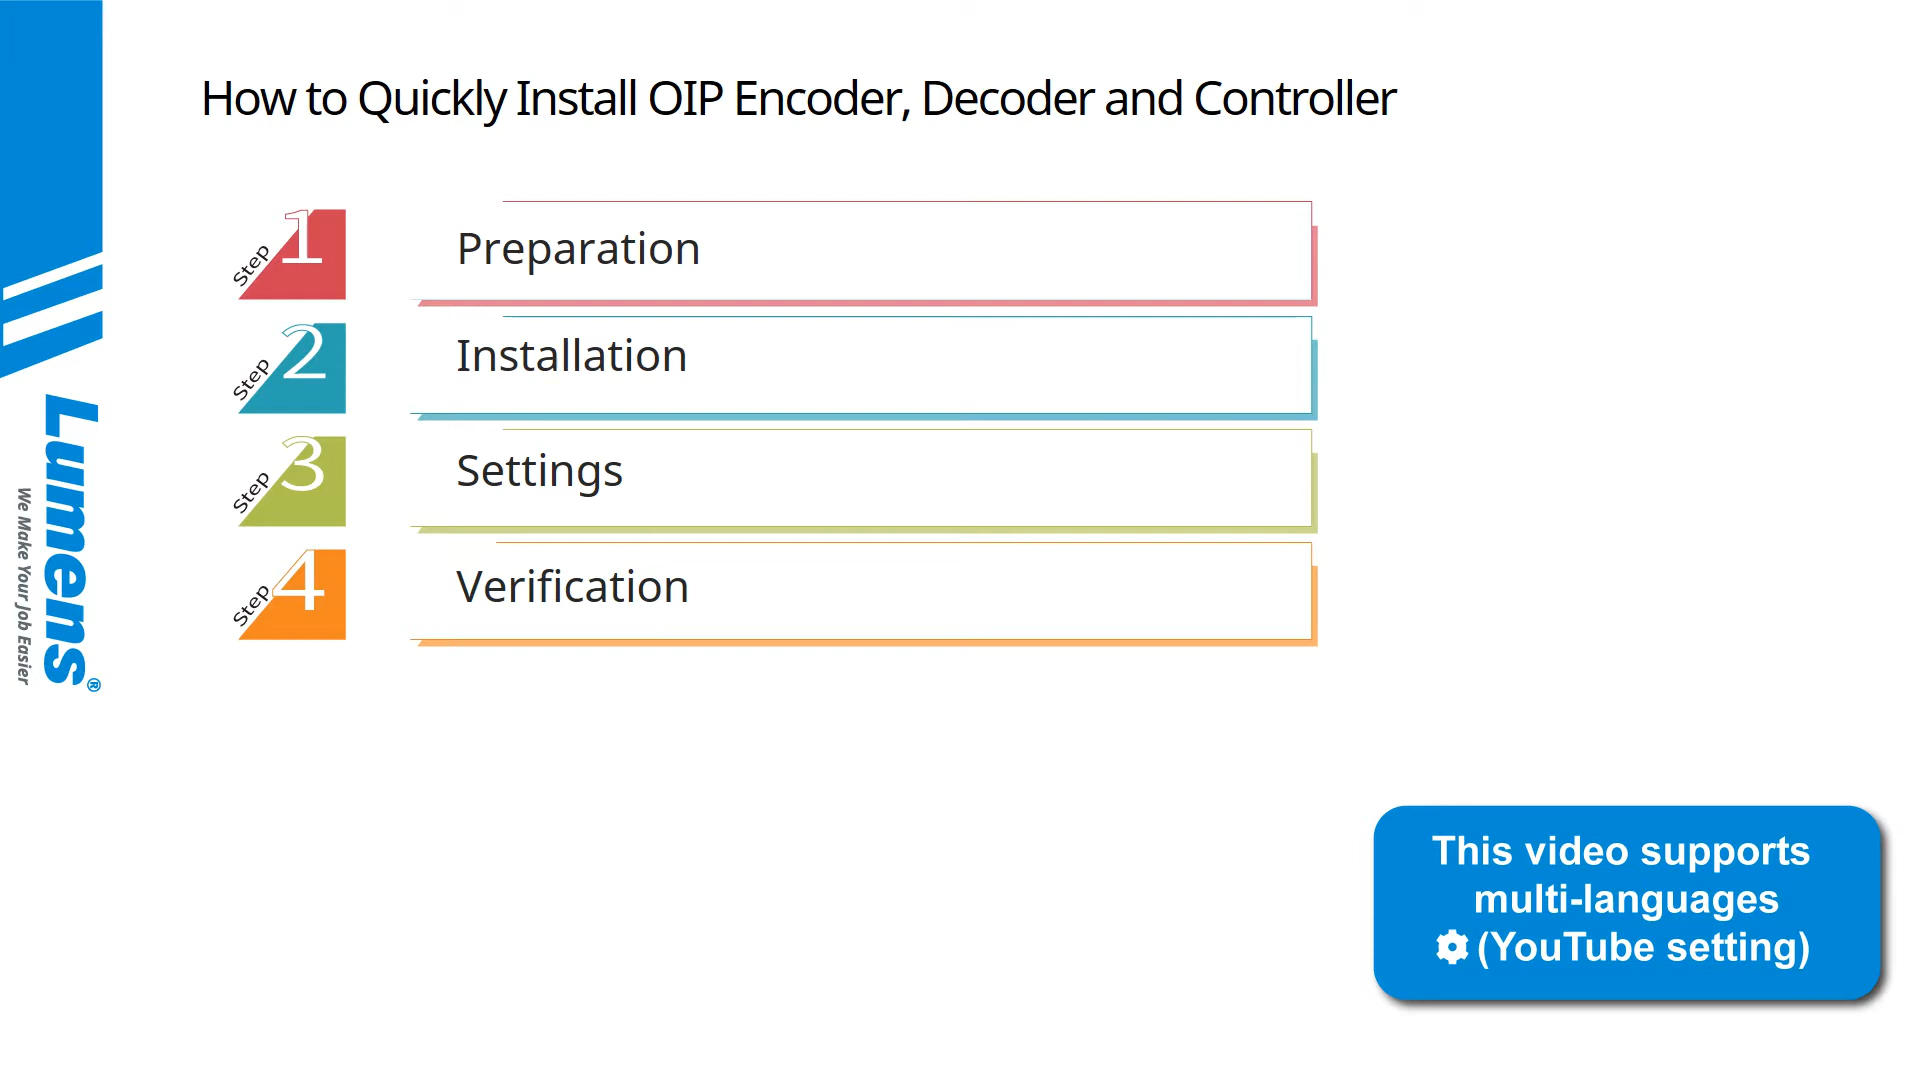 How to Quickly Install OIP Encoder, Decoder and Controller
Step 1
Preparation
Step 2
Installation
Step 3
Settings
Step 4
Verification
Lumens®
We Make Your Job Easier
This video supports
multi-languages
(YouTube setting)